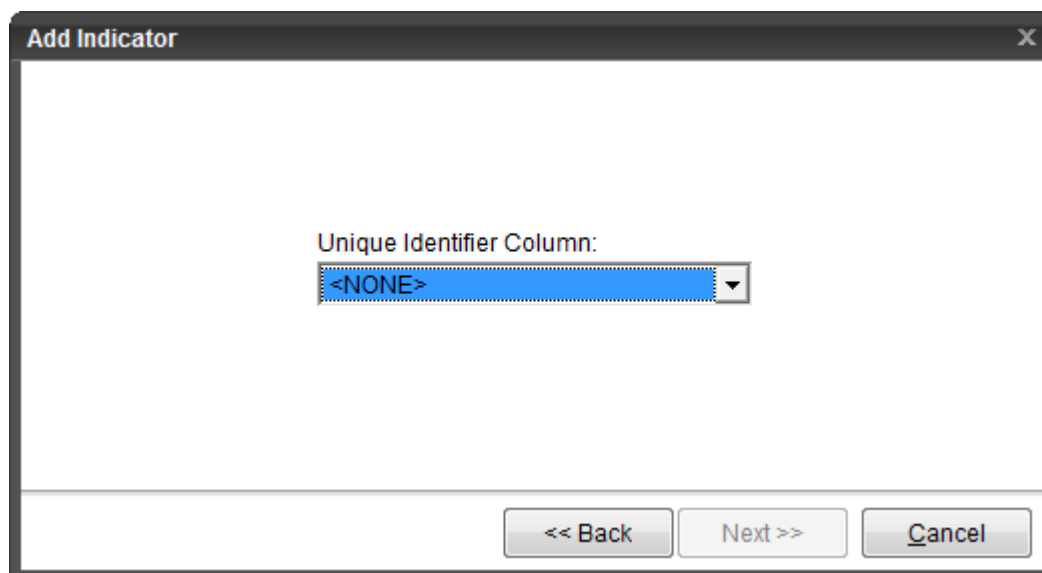 Add Indicator x
Unique Identifier Column:
<NONE>
<< Back Next >> Cancel